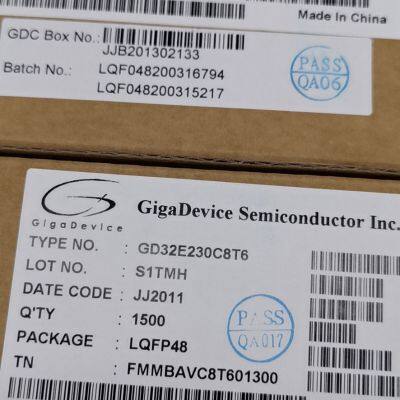 Made In China
GDC Box No.:
JJB201302133
Batch No.: LQF048200316794
LQF048200315217
PASS
QA06
GigaDevice
GigaDevice Semiconductor Inc.
TYPE NO. : GD32E230C8T6
LOT NO. : S1TMH
DATE CODE : JJ2011
Q'TY : 1500
PACKAGE : LQFP48
TN : FMMBAVC8T601300
PASS
QA017